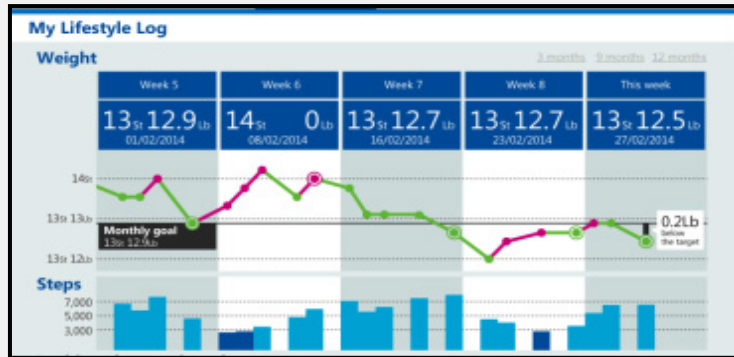 My Lifestyle Log
Weight
3 months 9 months 12 months
Week 5 Week 6 Week 7 Week 8 This week
13St 12.9Lb 14St 0Lb 13St 12.7Lb 13St 12.7Lb 13St 12.5Lb
01/02/2014 08/02/2014 16/02/2014 23/02/2014 27/02/2014
14St
13St 13Lb
Monthly goal
13St 12.9Lb
0.2Lb
below
the target
13St 12Lb
Steps
7,000
5,000
3,000